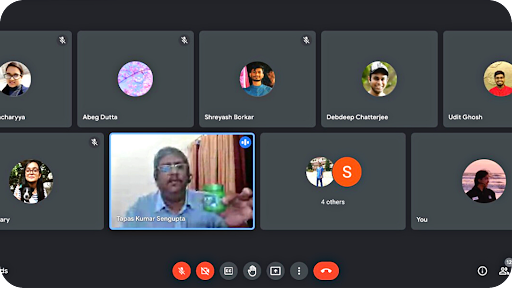 acharyya
Abeg Dutta
Shreyash Borkar
Debdeep Chatterjee
Udit Ghosh
ary
Tapas Kumar Sengupta
S
4 others
You
ds